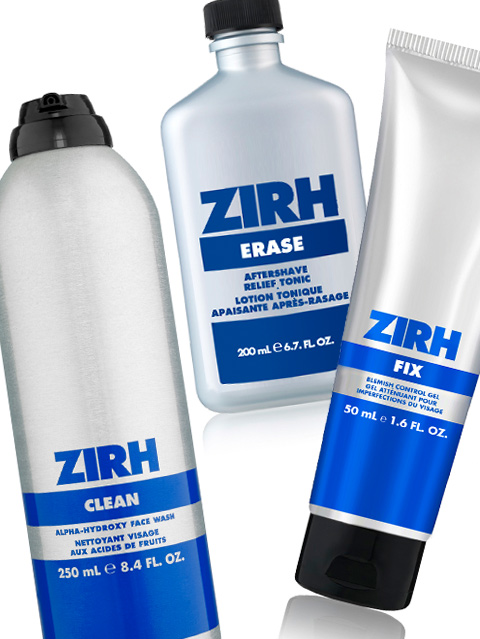 ZIRH
ERASE
AFTERSHAVE
RELIEF TONIC
LOTION TONIQUE
APAISANTE APRÈS-RASAGE
200 mL e 6.7. FL. OZ.
ZIRH
FIX
BLEMISH CONTROL GEL
GEL ATTÉNUANT POUR
IMPERFECTIONS DU VISAGE
50 mL e 1.6 FL. OZ.
ZIRH
CLEAN
ALPHA-HYDROXY FACE WASH
NETTOYANT VISAGE
AUX ACIDES DE FRUITS
250 mL e 8.4 FL. OZ.